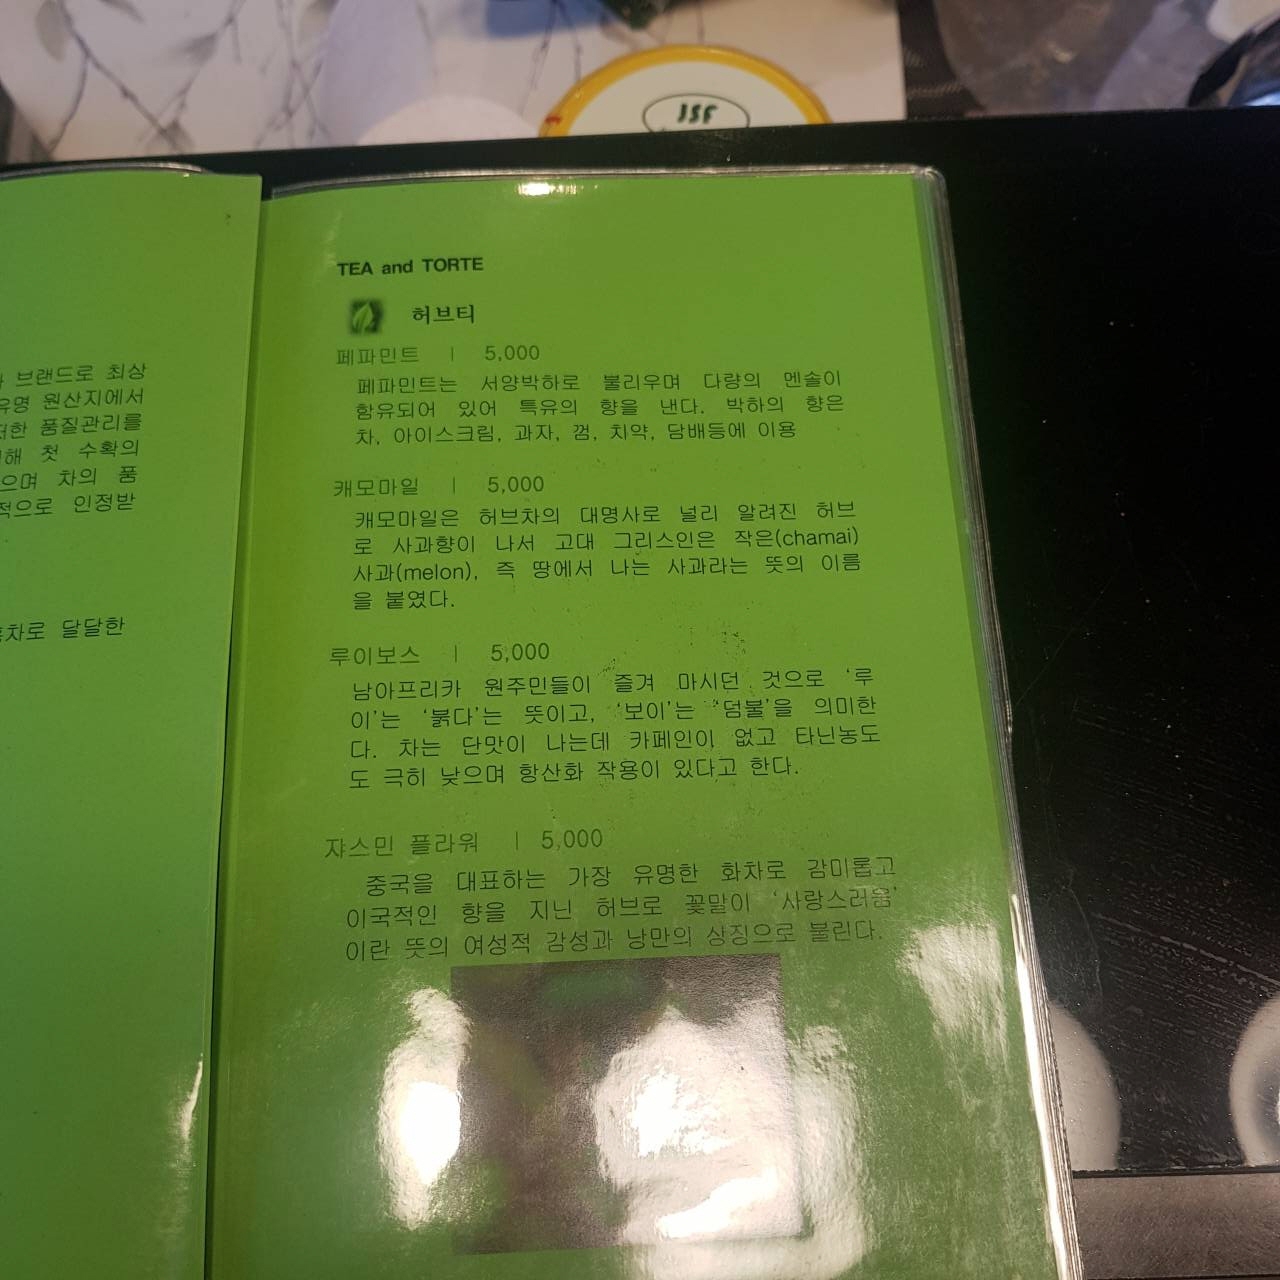 브랜드로 최상
유명 원산지에서
저한 품질관리를
해 첫 수확의
으며 차의 품
적으로 인정받
차로 달달한
TEA and TORTE
허브티
페파민트 | 5,000
페파민트는 서양박하로 불리우며 다량의 멘솔이
함유되어 있어 특유의 향을 낸다. 박하의 향은
차, 아이스크림, 과자, 껌, 치약, 담배등에 이용
캐모마일 | 5,000
캐모마일은 허브차의 대명사로 널리 알려진 허브
로 사과향이 나서 고대 그리스인은 작은(chamai)
사과(melon), 즉 땅에서 나는 사과라는 뜻의 이름
을 붙였다.
루이보스 | 5,000
남아프리카 원주민들이 즐겨 마시던 것으로 '루
이'는 '붉다'는 뜻이고, '보이'는 '덤불'을 의미한
다. 차는 단맛이 나는데 카페인이 없고 타닌농도
도 극히 낮으며 항산화 작용이 있다고 한다.
쟈스민 플라워 | 5,000
중국을 대표하는 가장 유명한 화차로 감미롭고
이국적인 향을 지닌 허브로 꽃말이 '사랑스러움'
이란 뜻의 여성적 감성과 낭만의 상징으로 불린다.